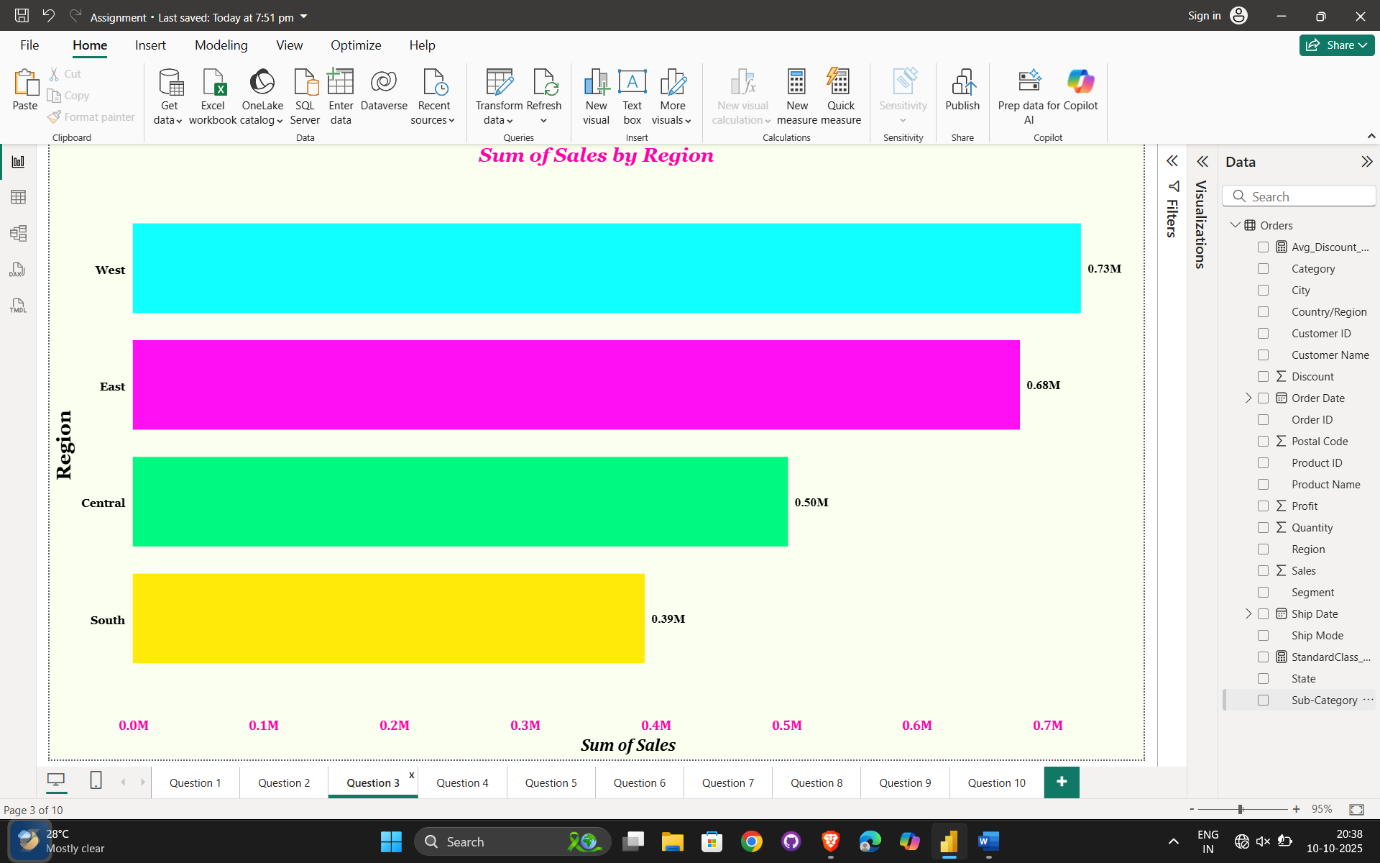 Assignment • Last saved: Today at 7:51 pm
Sign in
File Home Insert Modeling View Optimize Help
Share
Paste
Cut
Copy
Format painter
Clipboard
Get data
Excel workbook
OneLake catalog
SQL Server
Enter data
Dataverse
Recent sources
Data
Transform data
Refresh
Queries
New visual
Text box
More visuals
Insert
New visual calculation
New measure
Quick measure
Calculations
Sensitivity
Sensitivity
Publish
Share
Prep data for AI
Copilot
Copilot
DAX
TMDL
Sum of Sales by Region
Region
West 0.73M
East 0.68M
Central 0.50M
South 0.39M
0.0M 0.1M 0.2M 0.3M 0.4M 0.5M 0.6M 0.7M
Sum of Sales
Filters
Visualizations
Data
Search
Orders
Avg_Discount_...
Category
City
Country/Region
Customer ID
Customer Name
Discount
Order Date
Order ID
Postal Code
Product ID
Product Name
Profit
Quantity
Region
Sales
Segment
Ship Date
Ship Mode
StandardClass_...
State
Sub-Category
Question 1 Question 2 Question 3 x Question 4 Question 5 Question 6 Question 7 Question 8 Question 9 Question 10 +
Page 3 of 10
- + 95%
28°C
Mostly clear
Search
ENG
IN
20:38
10-10-2025